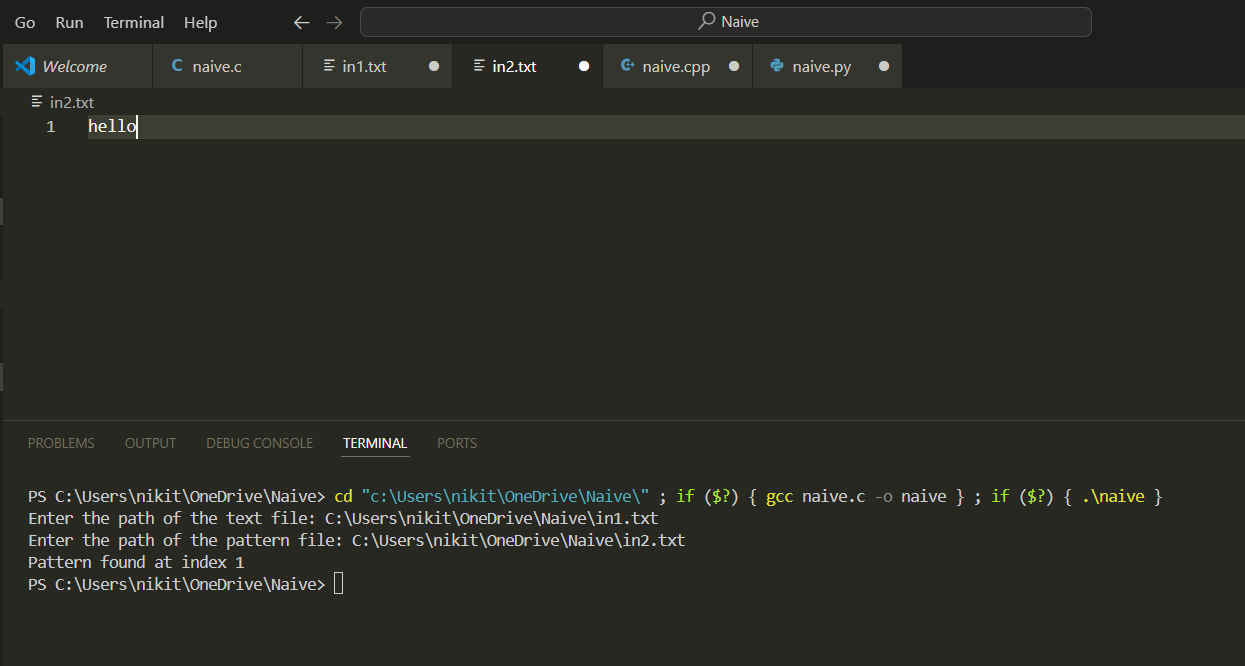 Go Run Terminal Help Naive
Welcome naive.c in1.txt in2.txt naive.cpp naive.py
in2.txt
1 hello
PROBLEMS OUTPUT DEBUG CONSOLE TERMINAL PORTS
PS C:\Users\nikit\OneDrive\Naive> cd "c:\Users\nikit\OneDrive\Naive\" ; if ($?) { gcc naive.c -o naive } ; if ($?) { .\naive }
Enter the path of the text file: C:\Users\nikit\OneDrive\Naive\in1.txt
Enter the path of the pattern file: C:\Users\nikit\OneDrive\Naive\in2.txt
Pattern found at index 1
PS C:\Users\nikit\OneDrive\Naive>